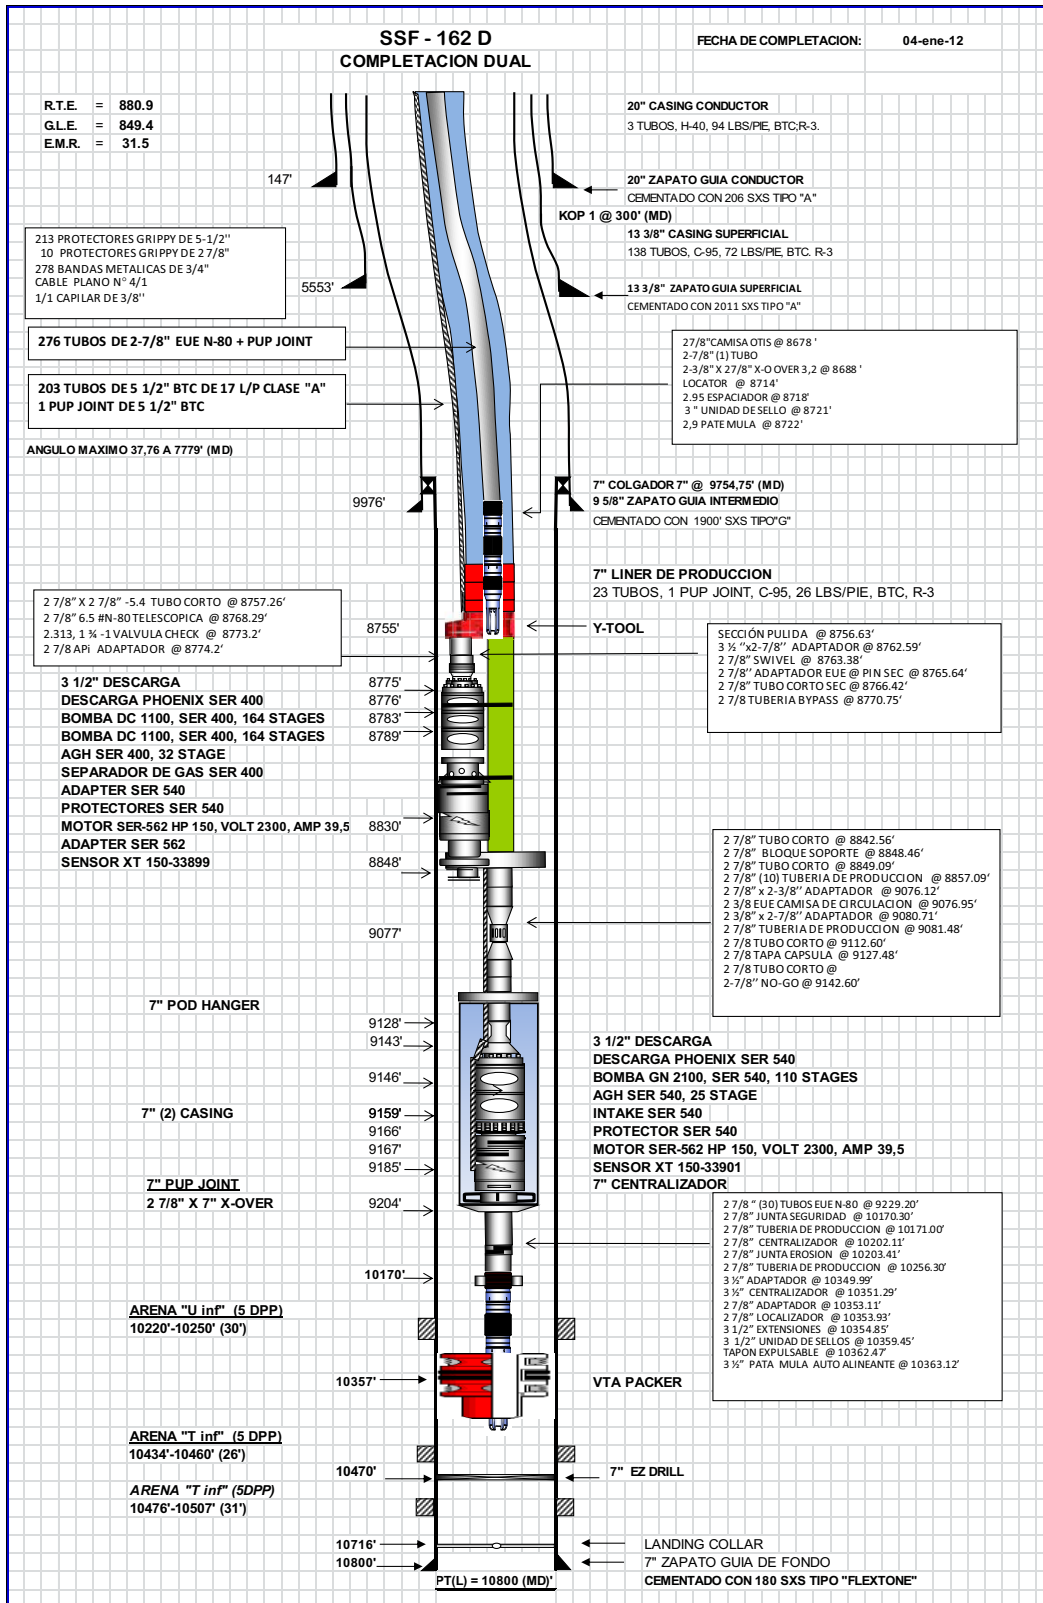 SSF - 162 D
COMPLETACION DUAL
FECHA DE COMPLETACION: 04-ene-12
R.T.E. = 880.9
G.L.E. = 849.4
E.M.R. = 31.5
20" CASING CONDUCTOR
3 TUBOS, H-40, 94 LBS/PIE, BTC;R-3.
147'
20" ZAPATO GUIA CONDUCTOR
CEMENTADO CON 206 SXS TIPO "A"
KOP 1 @ 300' (MD)
13 3/8" CASING SUPERFICIAL
138 TUBOS, C-95, 72 LBS/PIE, BTC. R-3
213 PROTECTORES GRIPPY DE 5-1/2''
10 PROTECTORES GRIPPY DE 2 7/8"
278 BANDAS METALICAS DE 3/4"
CABLE PLANO N° 4/1
1/1 CAPILAR DE 3/8''
5553'
13 3/8" ZAPATO GUIA SUPERFICIAL
CEMENTADO CON 2011 SXS TIPO "A"
276 TUBOS DE 2-7/8" EUE N-80 + PUP JOINT
203 TUBOS DE 5 1/2" BTC DE 17 L/P CLASE "A"
1 PUP JOINT DE 5 1/2" BTC
27/8"CAMISA OTIS @ 8678 '
2-7/8" (1) TUBO
2-3/8" X 27/8" X-O OVER 3,2 @ 8688 '
LOCATOR @ 8714'
2.95 ESPACIADOR @ 8718'
3 " UNIDAD DE SELLO @ 8721'
2,9 PATE MULA @ 8722'
ANGULO MAXIMO 37,76 A 7779' (MD)
7" COLGADOR 7" @ 9754,75' (MD)
9976'
9 5/8" ZAPATO GUIA INTERMEDIO
CEMENTADO CON 1900' SXS TIPO"G"
7" LINER DE PRODUCCION
23 TUBOS, 1 PUP JOINT, C-95, 26 LBS/PIE, BTC, R-3
2 7/8" X 2 7/8" -5.4 TUBO CORTO @ 8757.26'
2 7/8" 6.5 #N-80 TELESCOPICA @ 8768.29'
2.313, 1 ¾ -1 VALVULA CHECK @ 8773.2'
2 7/8 APi ADAPTADOR @ 8774.2'
8755'
Y-TOOL
SECCIÓN PULIDA @ 8756.63'
3 ½ ''x2-7/8'' ADAPTADOR @ 8762.59'
2 7/8'' SWIVEL @ 8763.38'
2 7/8'' ADAPTADOR EUE @ PIN SEC @ 8765.64'
2 7/8" TUBO CORTO SEC @ 8766.42'
2 7/8 TUBERIA BYPASS @ 8770.75'
3 1/2" DESCARGA
DESCARGA PHOENIX SER 400
BOMBA DC 1100, SER 400, 164 STAGES
BOMBA DC 1100, SER 400, 164 STAGES
AGH SER 400, 32 STAGE
SEPARADOR DE GAS SER 400
ADAPTER SER 540
PROTECTORES SER 540
MOTOR SER-562 HP 150, VOLT 2300, AMP 39,5
ADAPTER SER 562
SENSOR XT 150-33899
8775'
8776'
8783'
8789'
8830'
8848'
2 7/8" TUBO CORTO @ 8842.56'
2 7/8" BLOQUE SOPORTE @ 8848.46'
2 7/8" TUBO CORTO @ 8849.09'
2 7/8" (10) TUBERIA DE PRODUCCION @ 8857.09'
2 7/8" x 2-3/8'' ADAPTADOR @ 9076.12'
2 3/8 EUE CAMISA DE CIRCULACION @ 9076.95'
2 3/8" x 2-7/8'' ADAPTADOR @ 9080.71'
2 7/8" TUBERIA DE PRODUCCION @ 9081.48'
2 7/8 TUBO CORTO @ 9112.60'
2 7/8 TAPA CAPSULA @ 9127.48'
2 7/8 TUBO CORTO @
2-7/8'' NO-GO @ 9142.60'
9077'
7" POD HANGER
9128'
9143'
9146'
7" (2) CASING
9159'
9166'
9167'
9185'
7" PUP JOINT
2 7/8" X 7" X-OVER
9204'
3 1/2" DESCARGA
DESCARGA PHOENIX SER 540
BOMBA GN 2100, SER 540, 110 STAGES
AGH SER 540, 25 STAGE
INTAKE SER 540
PROTECTOR SER 540
MOTOR SER-562 HP 150, VOLT 2300, AMP 39,5
SENSOR XT 150-33901
7" CENTRALIZADOR
2 7/8 " (30) TUBOS EUE N-80 @ 9229.20'
2 7/8" JUNTA SEGURIDAD @ 10170.30'
2 7/8" TUBERIA DE PRODUCCION @ 10171.00'
2 7/8" CENTRALIZADOR @ 10202.11'
2 7/8" JUNTA EROSION @ 10203.41'
2 7/8" TUBERIA DE PRODUCCION @ 10256.30'
3 ½" ADAPTADOR @ 10349.99'
3 ½" CENTRALIZADOR @ 10351.29'
2 7/8" ADAPTADOR @ 10353.11'
2 7/8" LOCALIZADOR @ 10353.93'
3 1/2" EXTENSIONES @ 10354.85'
3 1/2" UNIDAD DE SELLOS @ 10359.45'
TAPON EXPULSABLE @ 10362.47'
3 ½" PATA MULA AUTO ALINEANTE @ 10363.12'
10170'
ARENA "U inf" (5 DPP)
10220'-10250' (30')
10357'
VTA PACKER
ARENA "T inf" (5 DPP)
10434'-10460' (26')
10470'
7" EZ DRILL
ARENA "T inf" (5DPP)
10476'-10507' (31')
10716'
LANDING COLLAR
10800'
7" ZAPATO GUIA DE FONDO
PT(L) = 10800 (MD)'
CEMENTADO CON 180 SXS TIPO "FLEXTONE"